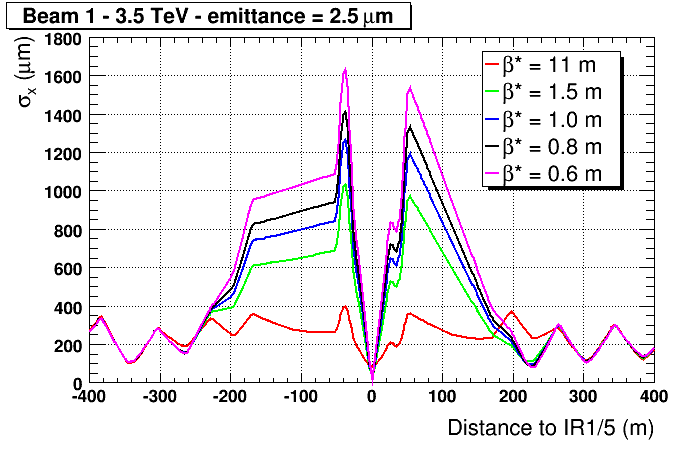 Beam 1 - 3.5 TeV - emittance = 2.5 μm
σx (μm)
1800
1600
1400
1200
1000
800
600
400
200
0
β* = 11 m
β* = 1.5 m
β* = 1.0 m
β* = 0.8 m
β* = 0.6 m
-400 -300 -200 -100 0 100 200 300 400
Distance to IR1/5 (m)